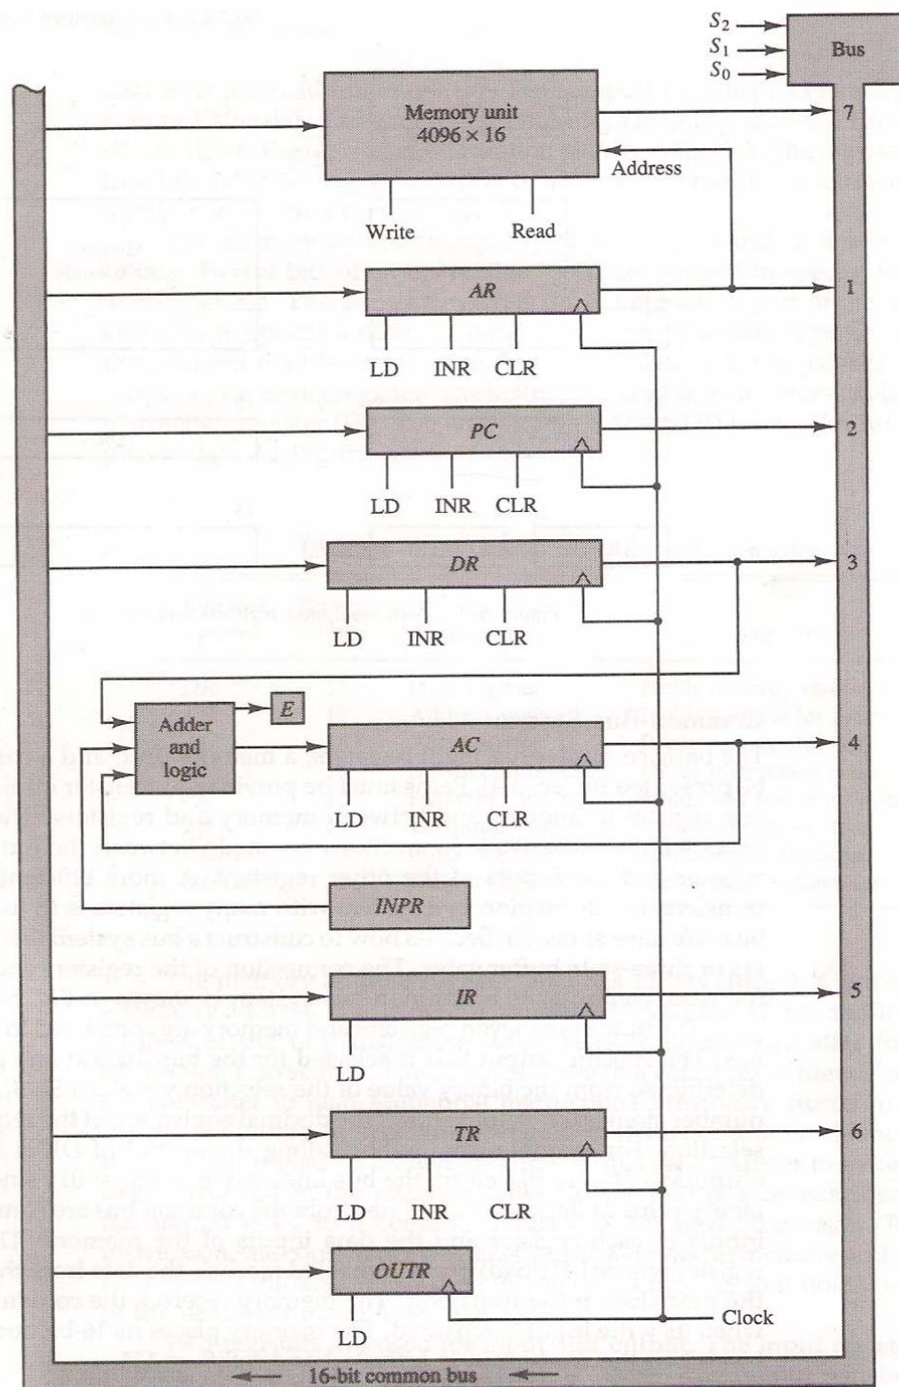 S2
S1
S0
Bus
Memory unit
4096 × 16
7
Address
Write
Read
AR
1
LD
INR
CLR
PC
2
LD
INR
CLR
DR
3
LD
INR
CLR
Adder
and
logic
E
AC
4
LD
INR
CLR
INPR
IR
5
LD
TR
6
LD
INR
CLR
OUTR
LD
Clock
16-bit common bus